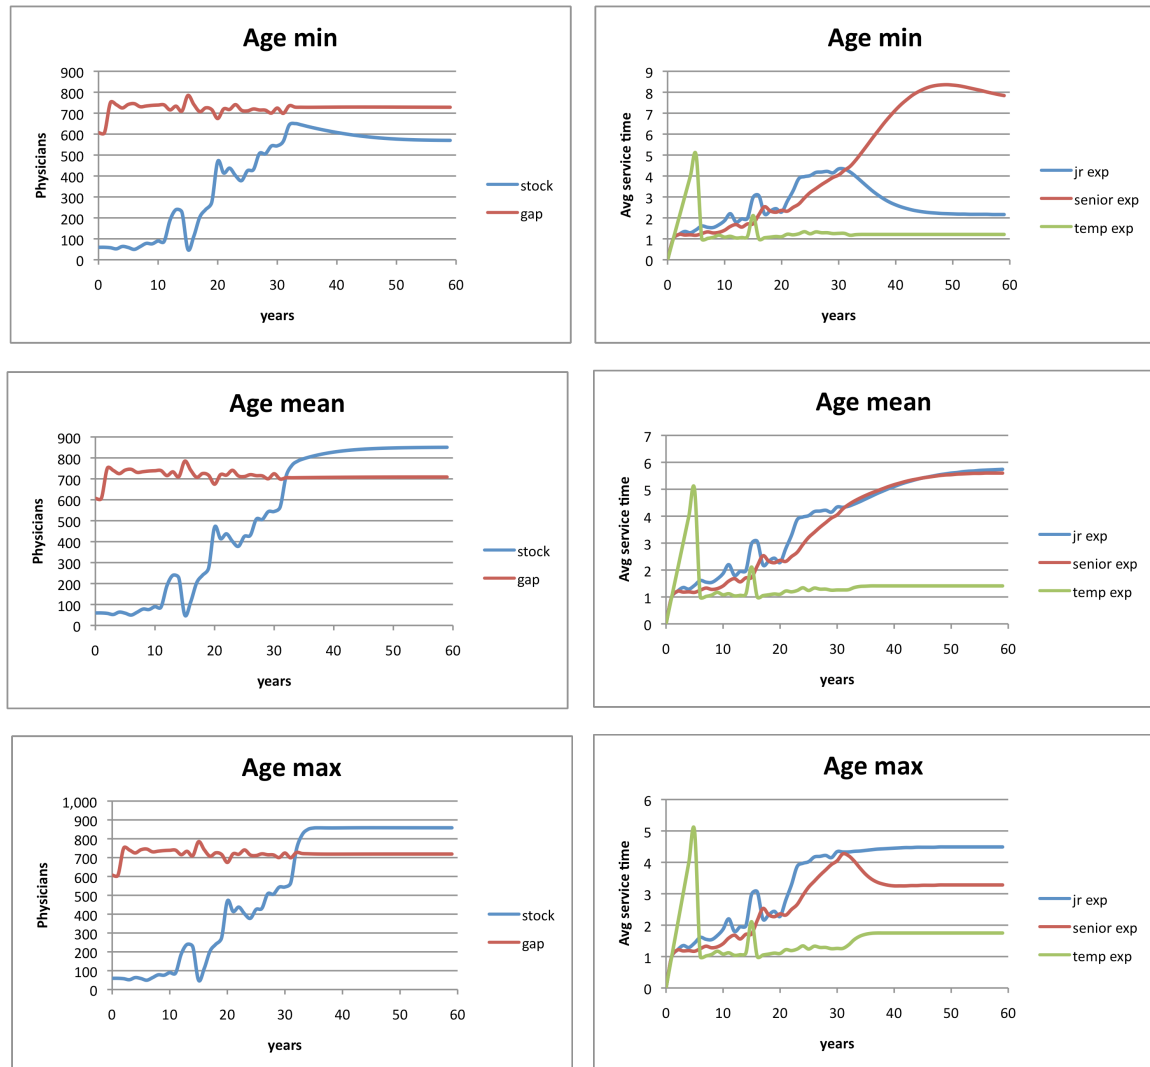 Age min
900
800
700
600
500
400
300
200
100
0
Physicians
0 10 20 30 40 50 60
years
stock
gap
Age min
9
8
7
6
5
4
3
2
1
0
Avg service time
0 10 20 30 40 50 60
years
jr exp
senior exp
temp exp
Age mean
900
800
700
600
500
400
300
200
100
0
Physicians
0 10 20 30 40 50 60
years
stock
gap
Age mean
7
6
5
4
3
2
1
0
Avg service time
0 10 20 30 40 50 60
years
jr exp
senior exp
temp exp
Age max
1,000
900
800
700
600
500
400
300
200
100
0
Physicians
0 10 20 30 40 50 60
years
stock
gap
Age max
6
5
4
3
2
1
0
Avg service time
0 10 20 30 40 50 60
years
jr exp
senior exp
temp exp